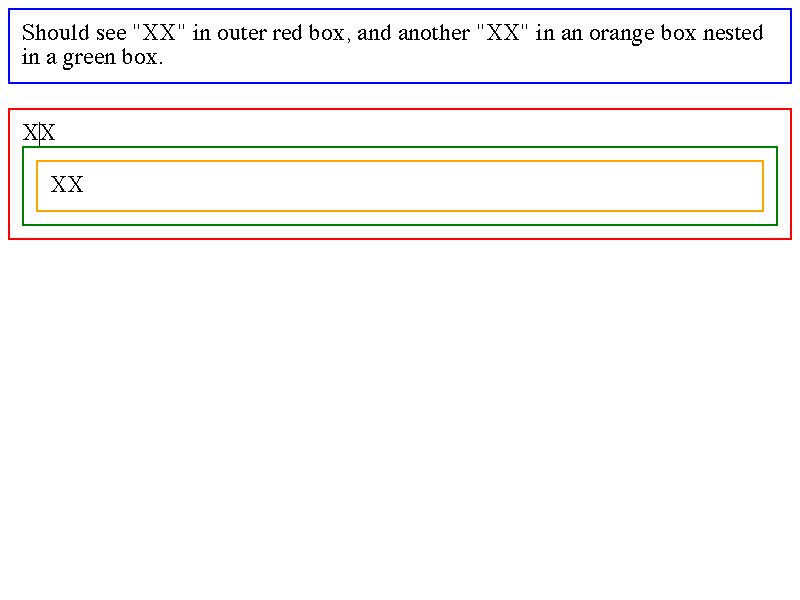 Should see "XX" in outer red box, and another "XX" in an orange box nested
in a green box.
XX
XX